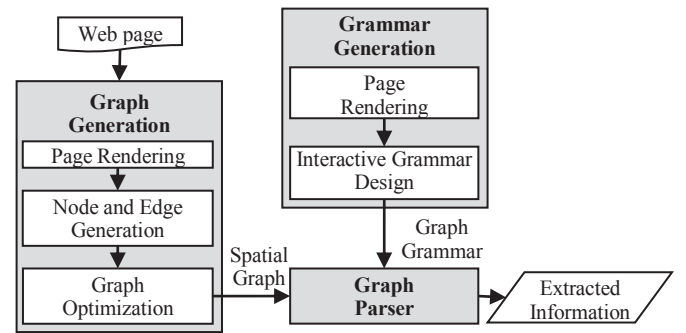 Web page
Graph
Generation
Page Rendering
Node and Edge
Generation
Graph
Optimization
Spatial
Graph
Grammar
Generation
Page
Rendering
Interactive Grammar
Design
Graph
Grammar
Graph
Parser
Extracted
Information